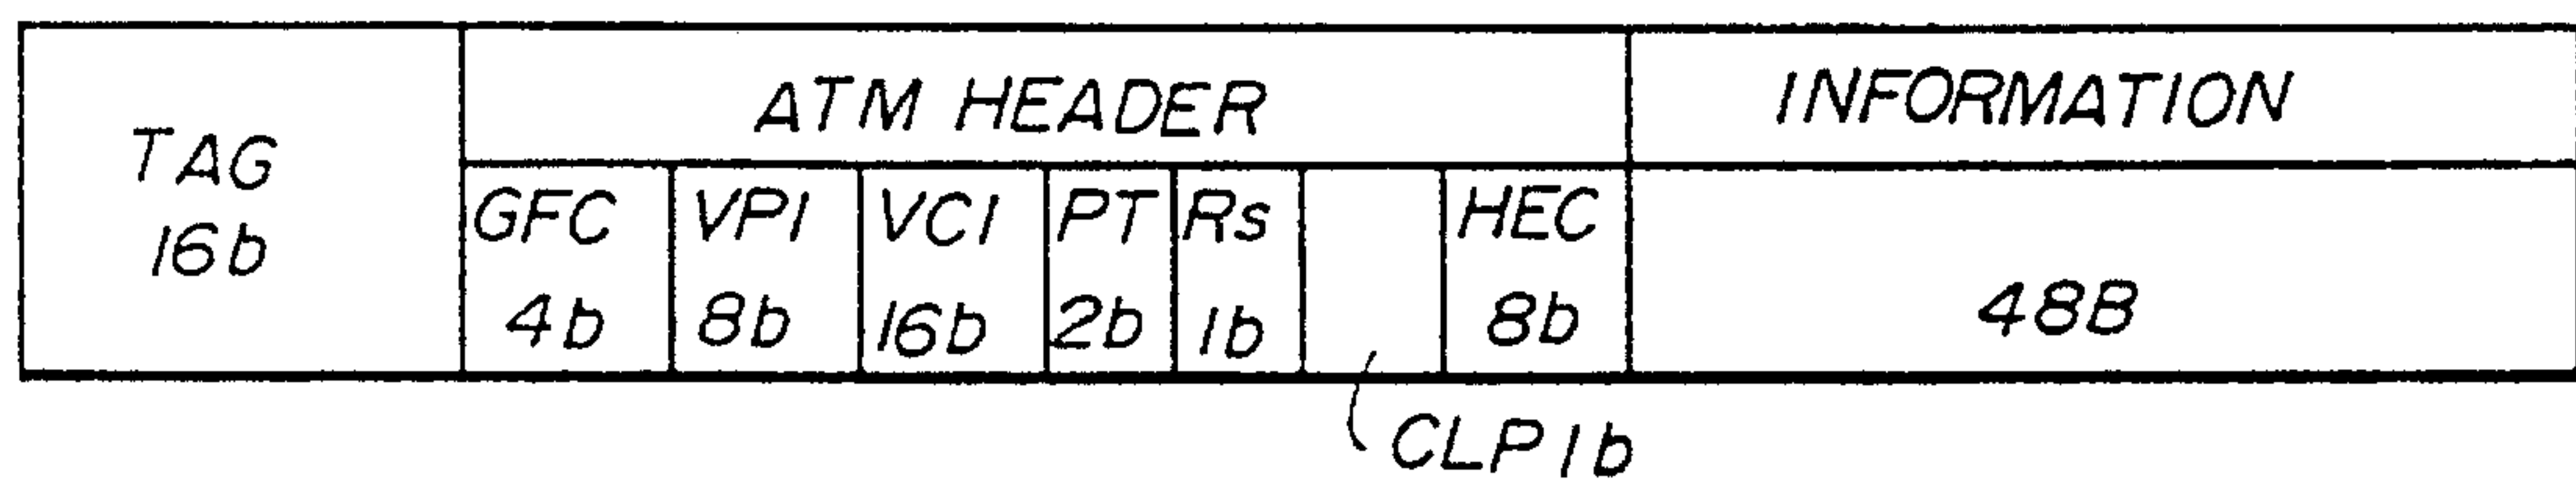 TAG
16b
ATM HEADER
INFORMATION
GFC
4b
VPI
8b
VCI
16b
PT
2b
Rs
1b
HEC
8b
48B
CLP 1b